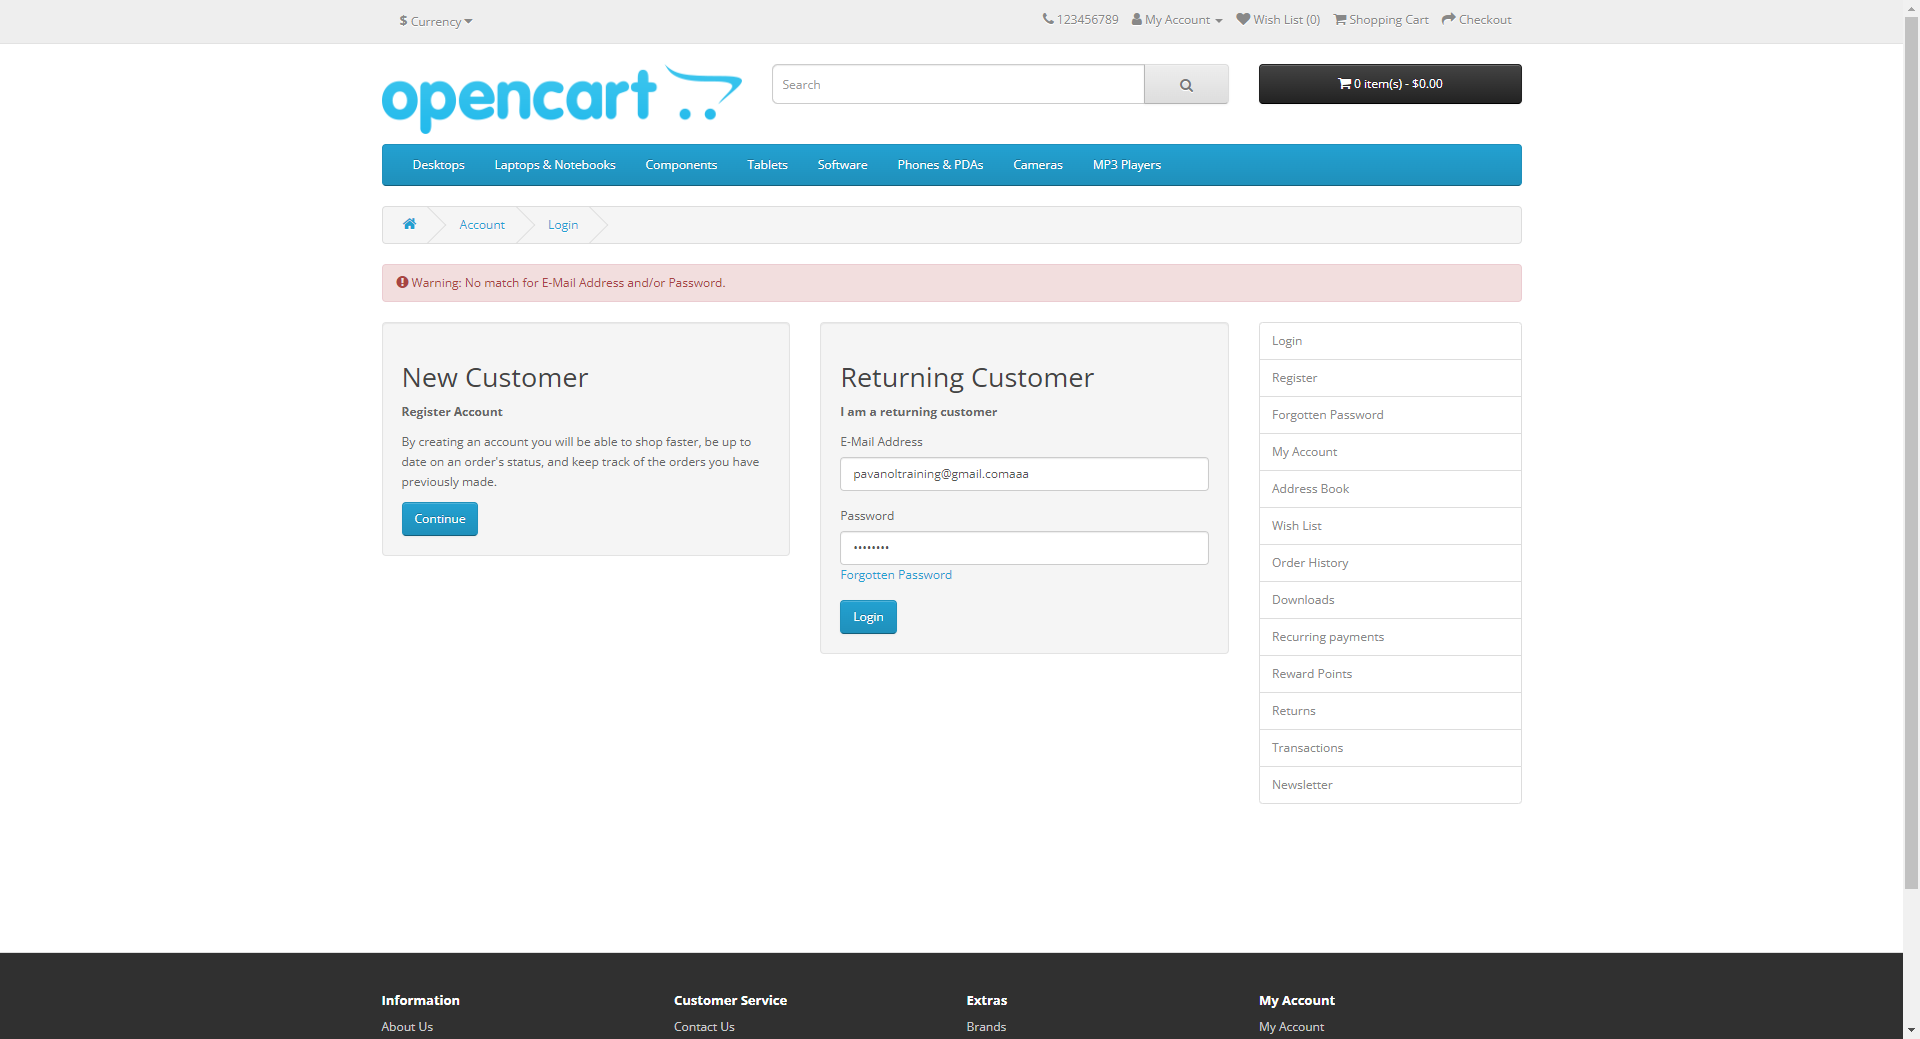 $ Currency
123456789 My Account Wish List (0) Shopping Cart Checkout
opencart
Search
0 item(s) - $0.00
Desktops Laptops & Notebooks Components Tablets Software Phones & PDAs Cameras MP3 Players
Account Login
Warning: No match for E-Mail Address and/or Password.
New Customer
Register Account
By creating an account you will be able to shop faster, be up to
date on an order's status, and keep track of the orders you have
previously made.
Continue
Returning Customer
I am a returning customer
E-Mail Address
pavanoltraining@gmail.comaaa
Password
••••••••
Forgotten Password
Login
Login
Register
Forgotten Password
My Account
Address Book
Wish List
Order History
Downloads
Recurring payments
Reward Points
Returns
Transactions
Newsletter
Information
About Us
Customer Service
Contact Us
Extras
Brands
My Account
My Account